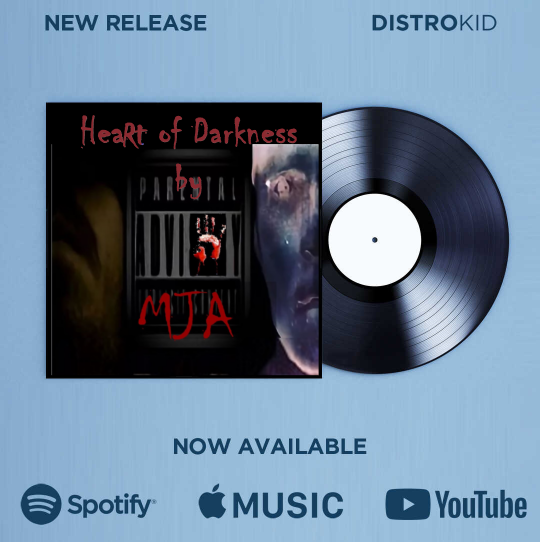 NEW RELEASE
DISTROKID
HeaRt of Darkness
by
PARENTAL
ADVISORY
MJA
NOW AVAILABLE
Spotify
MUSIC
YouTube